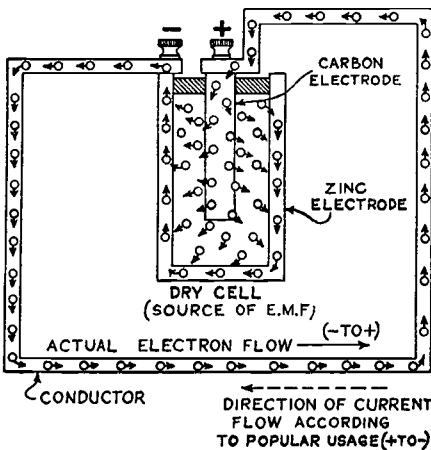 − +
CARBON
ELECTRODE
ZINC
ELECTRODE
DRY CELL
(SOURCE OF E.M.F)
(-TO+)
ACTUAL ELECTRON FLOW
CONDUCTOR
DIRECTION OF CURRENT
FLOW ACCORDING
TO POPULAR USAGE(+TO-)